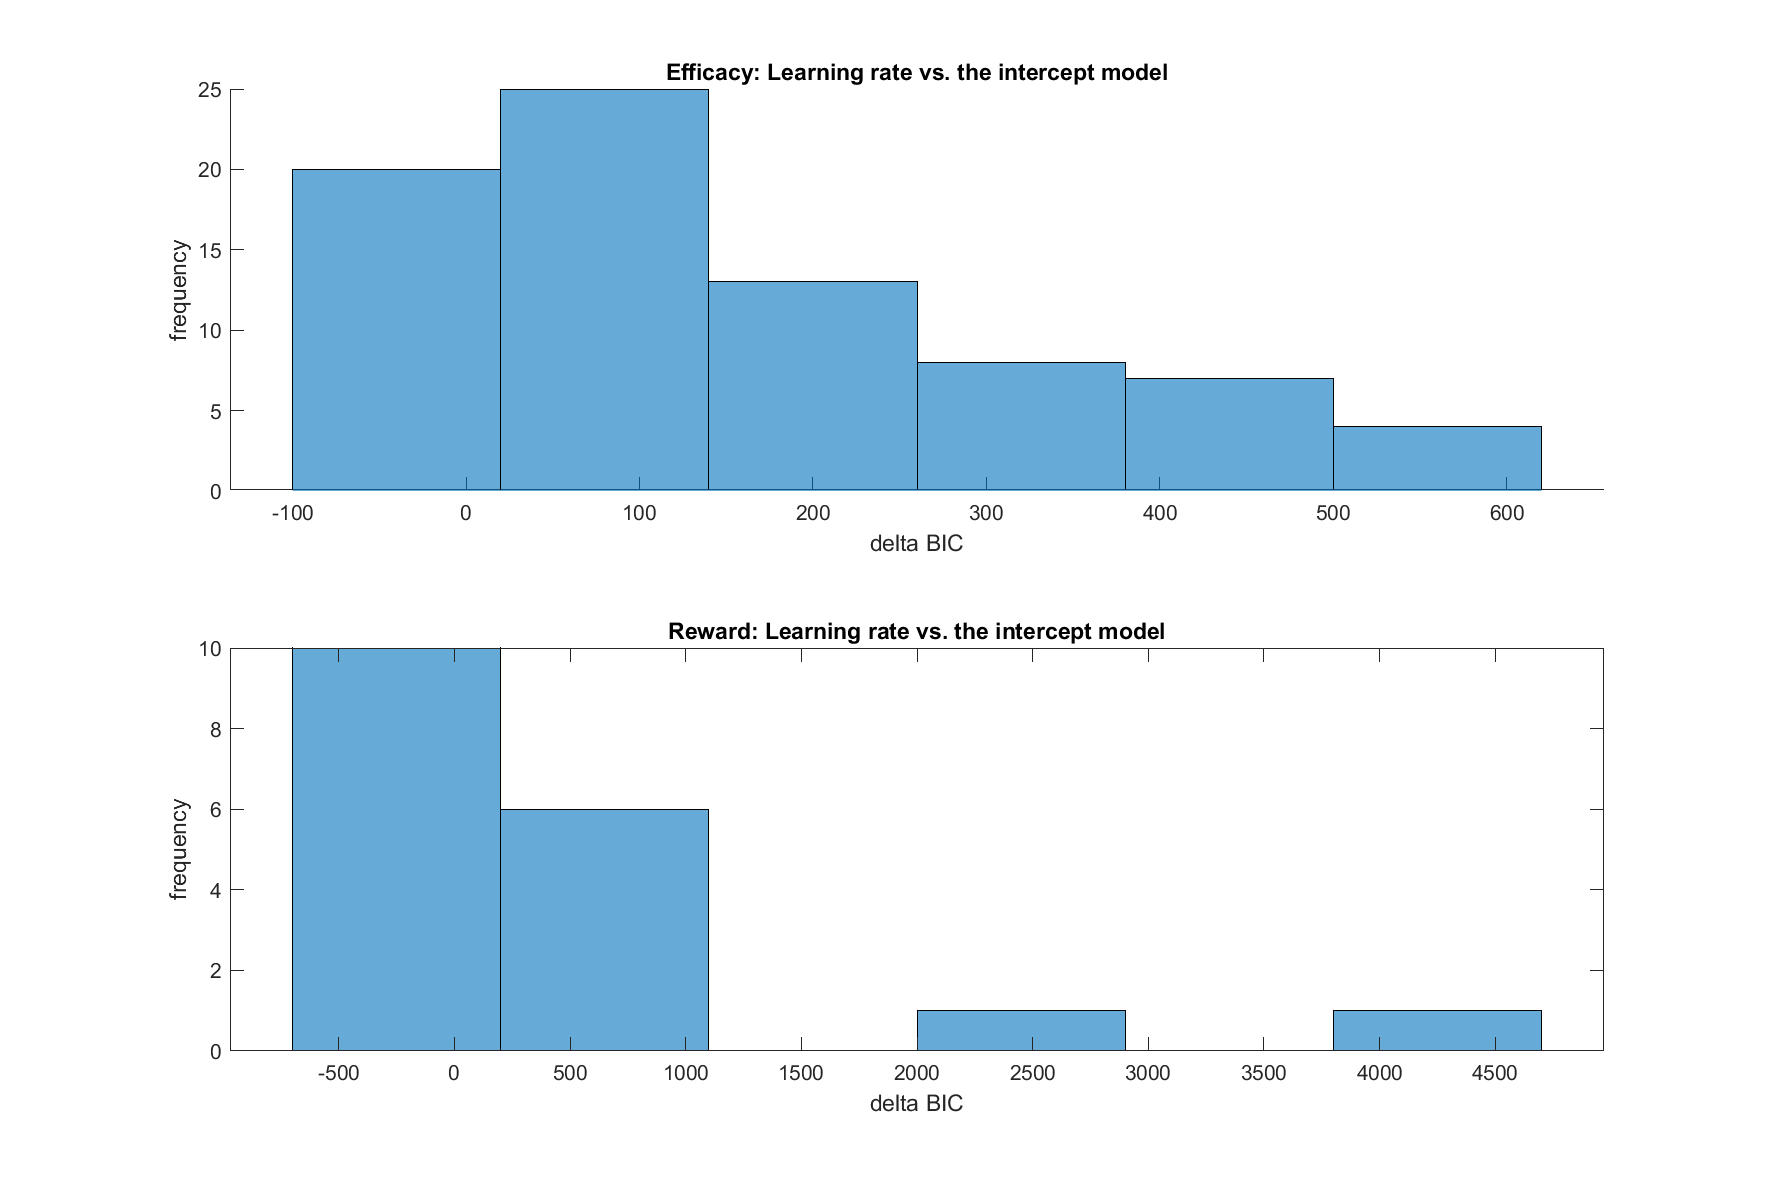 Efficacy: Learning rate vs. the intercept model
25
20
15
10
5
0
frequency
-100 0 100 200 300 400 500 600
delta BIC
Reward: Learning rate vs. the intercept model
10
8
6
4
2
0
frequency
-500 0 500 1000 1500 2000 2500 3000 3500 4000 4500
delta BIC